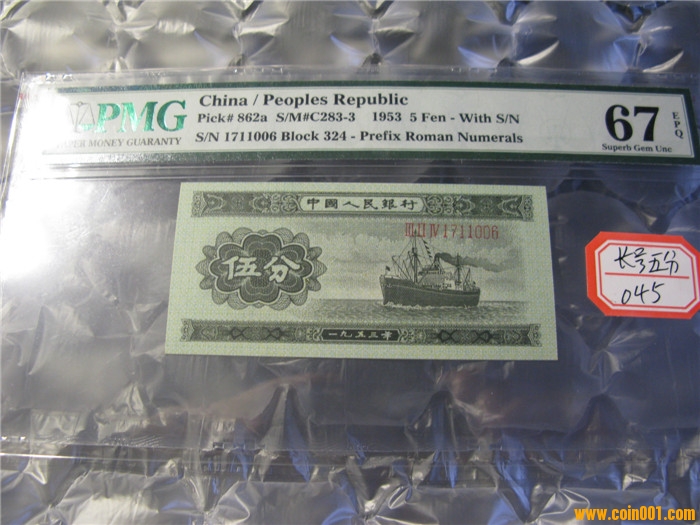 PMG
PAPER MONEY GUARANTY
China / Peoples Republic
Pick# 862a S/M#C283-3 1953 5 Fen - With S/N
S/N 1711006 Block 324 - Prefix Roman Numerals
67 EPQ
Superb Gem Unc
中國人民銀行
III II IV 1711006
伍分
一九五三年
长号五分
045
www.coin001.com